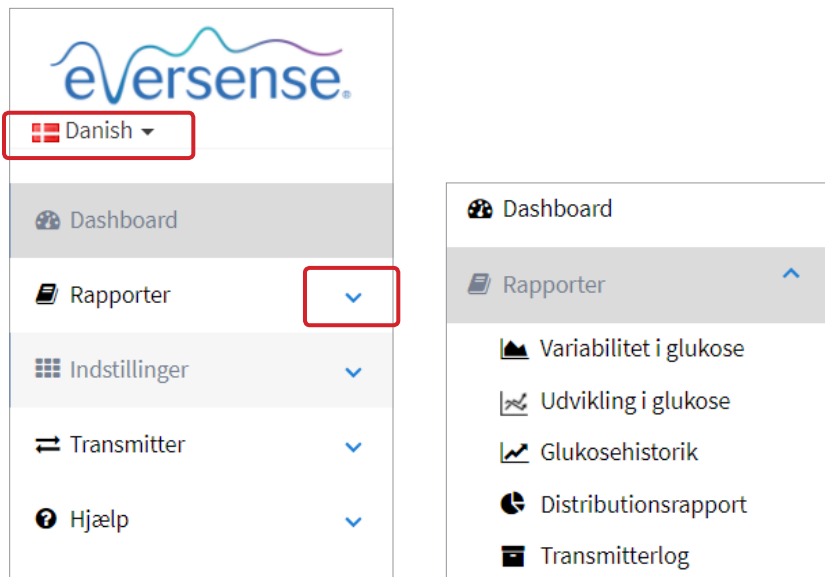 eversense®
Danish
Dashboard
Rapporter
Indstillinger
Transmitter
Hjælp
Dashboard
Rapporter
Variabilitet i glukose
Udvikling i glukose
Glukosehistorik
Distributionsrapport
Transmitterlog